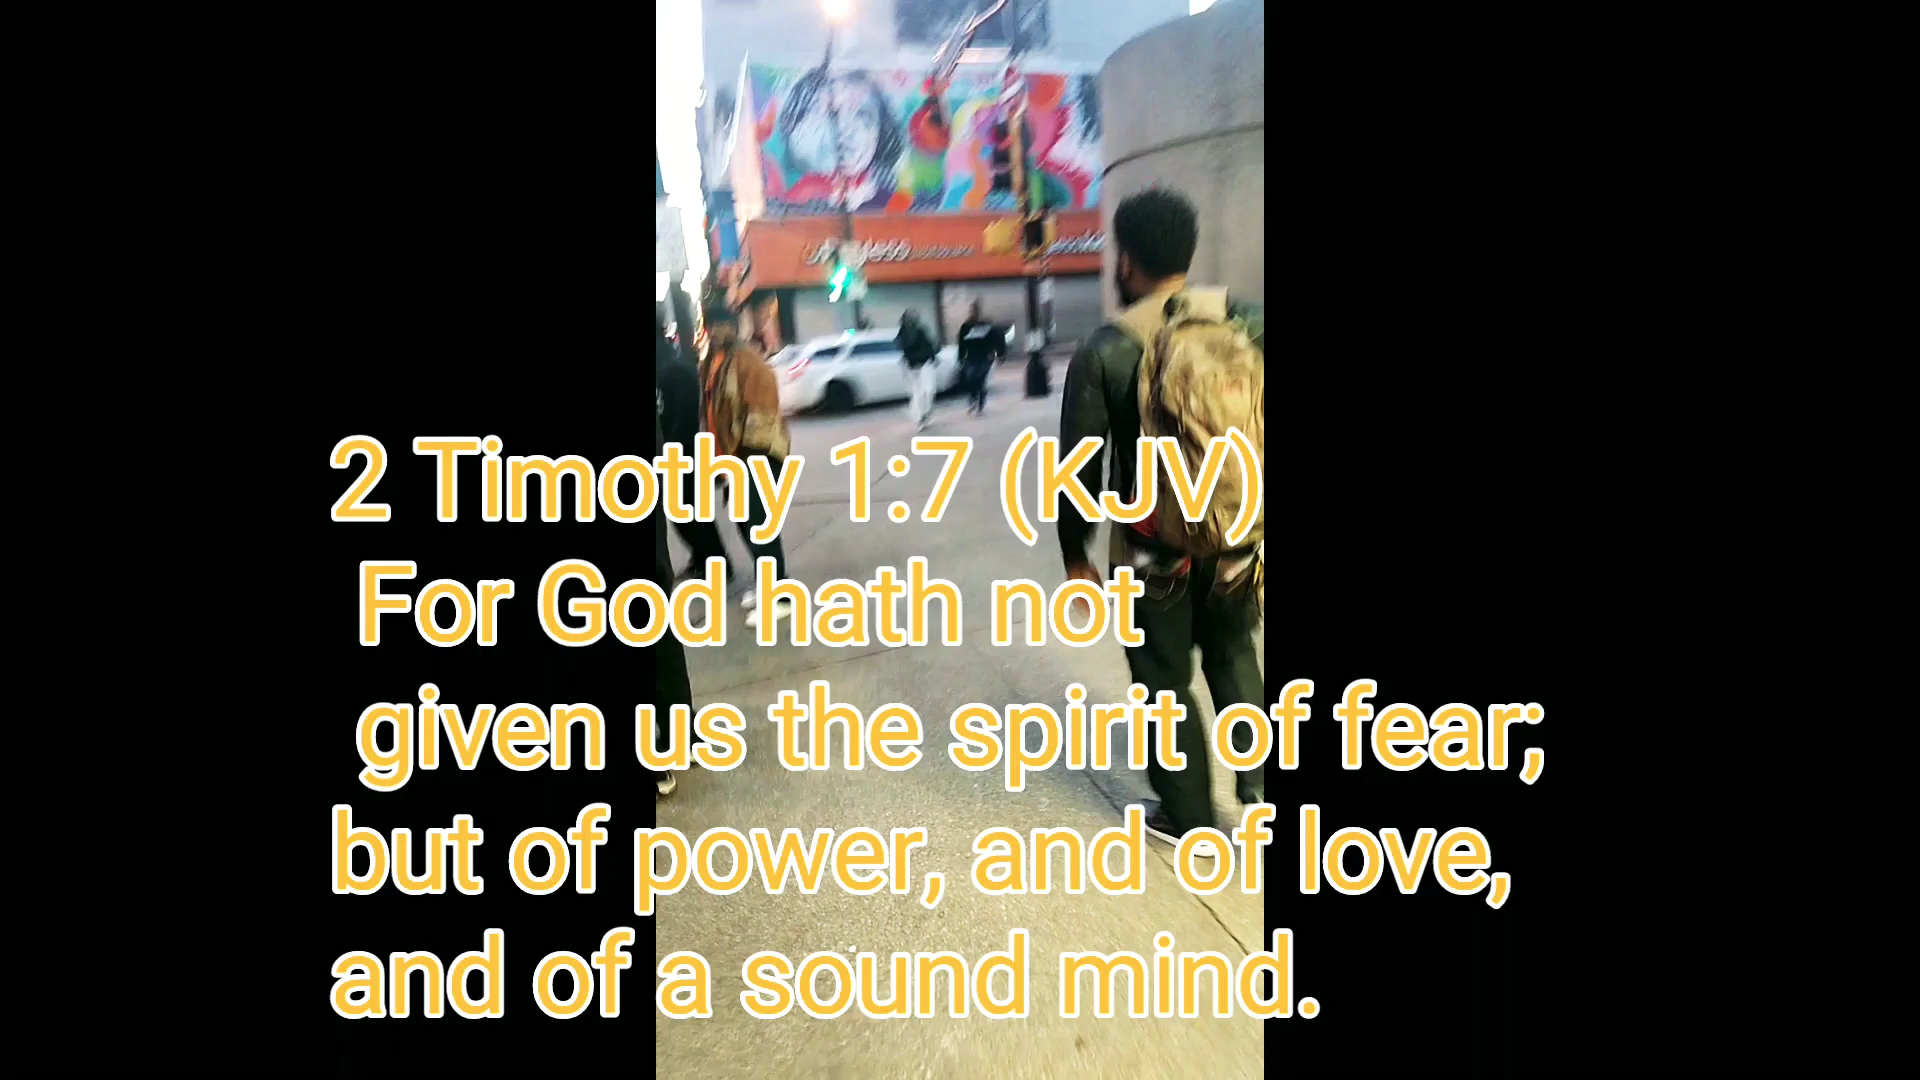 2 Timothy 1:7 (KJV)
For God hath not
given us the spirit of fear;
but of power, and of love,
and of a sound mind.